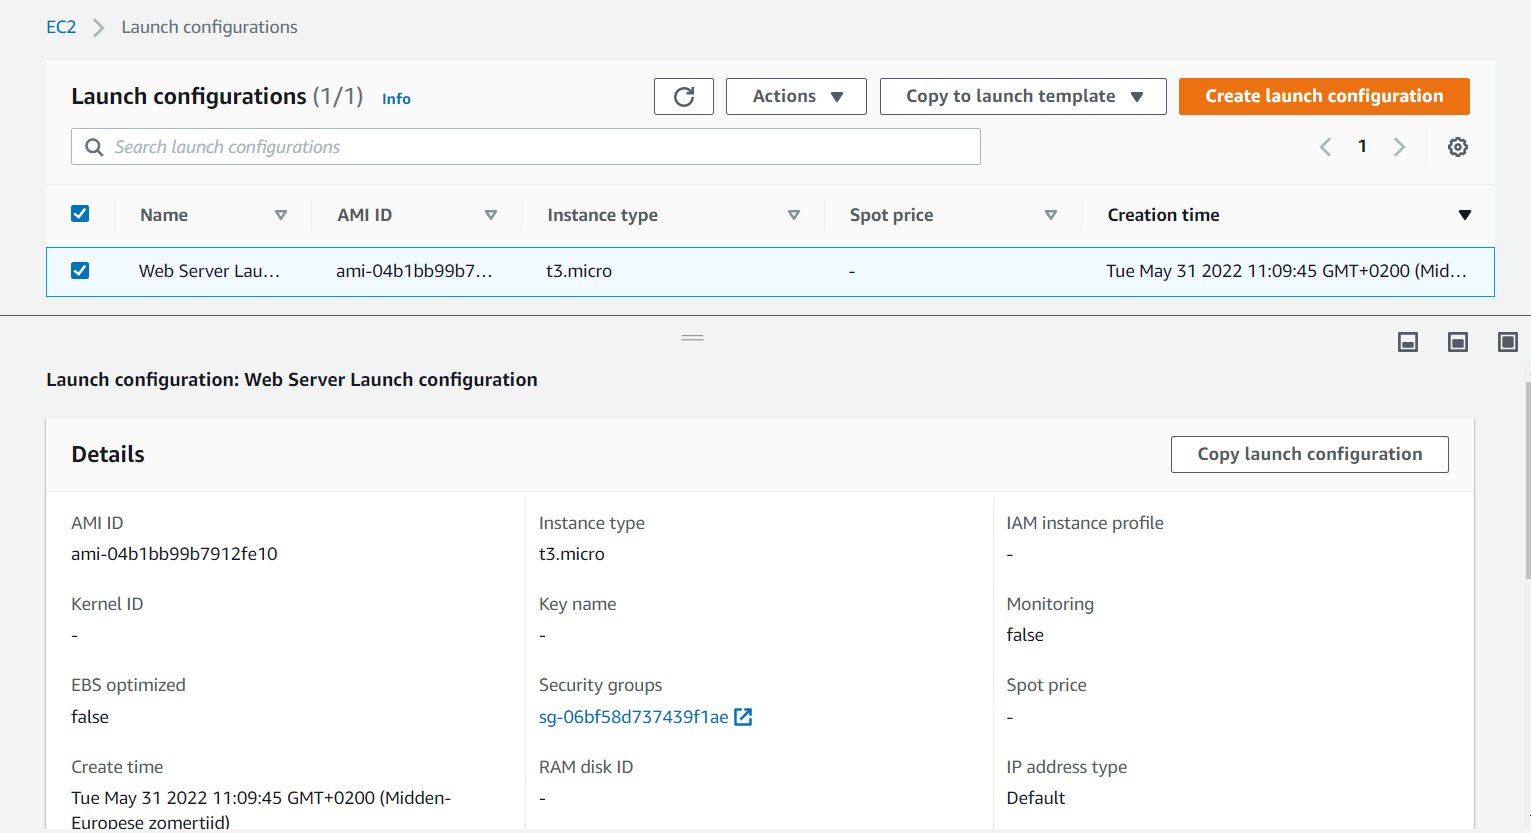 EC2 Launch configurations
Launch configurations (1/1) Info
Actions
Copy to launch template
Create launch configuration
Search launch configurations
1
Name AMI ID Instance type Spot price Creation time
Web Server Lau... ami-04b1bb99b7... t3.micro - Tue May 31 2022 11:09:45 GMT+0200 (Mid...
Launch configuration: Web Server Launch configuration
Details
Copy launch configuration
AMI ID Instance type IAM instance profile
ami-04b1bb99b7912fe10 t3.micro -
Kernel ID Key name Monitoring
- - false
EBS optimized Security groups Spot price
false sg-06bf58d737439f1ae -
Create time RAM disk ID IP address type
Tue May 31 2022 11:09:45 GMT+0200 (Midden- - Default
Europese zomertijd)